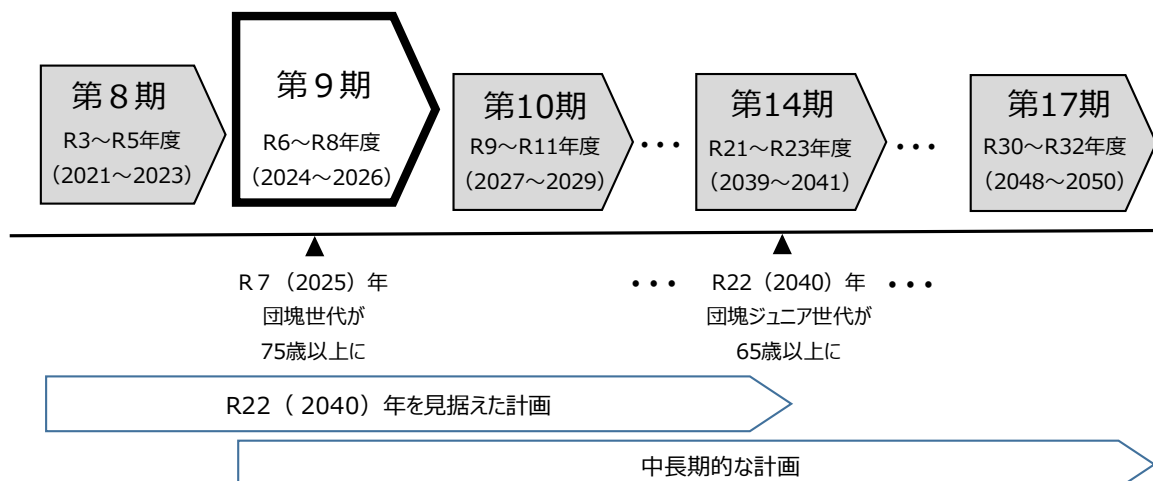 第８期
R3～R5年度
（2021～2023）
第９期
R6～R8年度
（2024～2026）
第10期
R9～R11年度
（2027～2029）
・・・
第14期
R21～R23年度
（2039～2041）
・・・
第17期
R30～R32年度
（2048～2050）
R７（2025）年
団塊世代が
75歳以上に
・・・
R22（2040）年
団塊ジュニア世代が
65歳以上に
・・・
R22（ 2040）年を見据えた計画
中長期的な計画